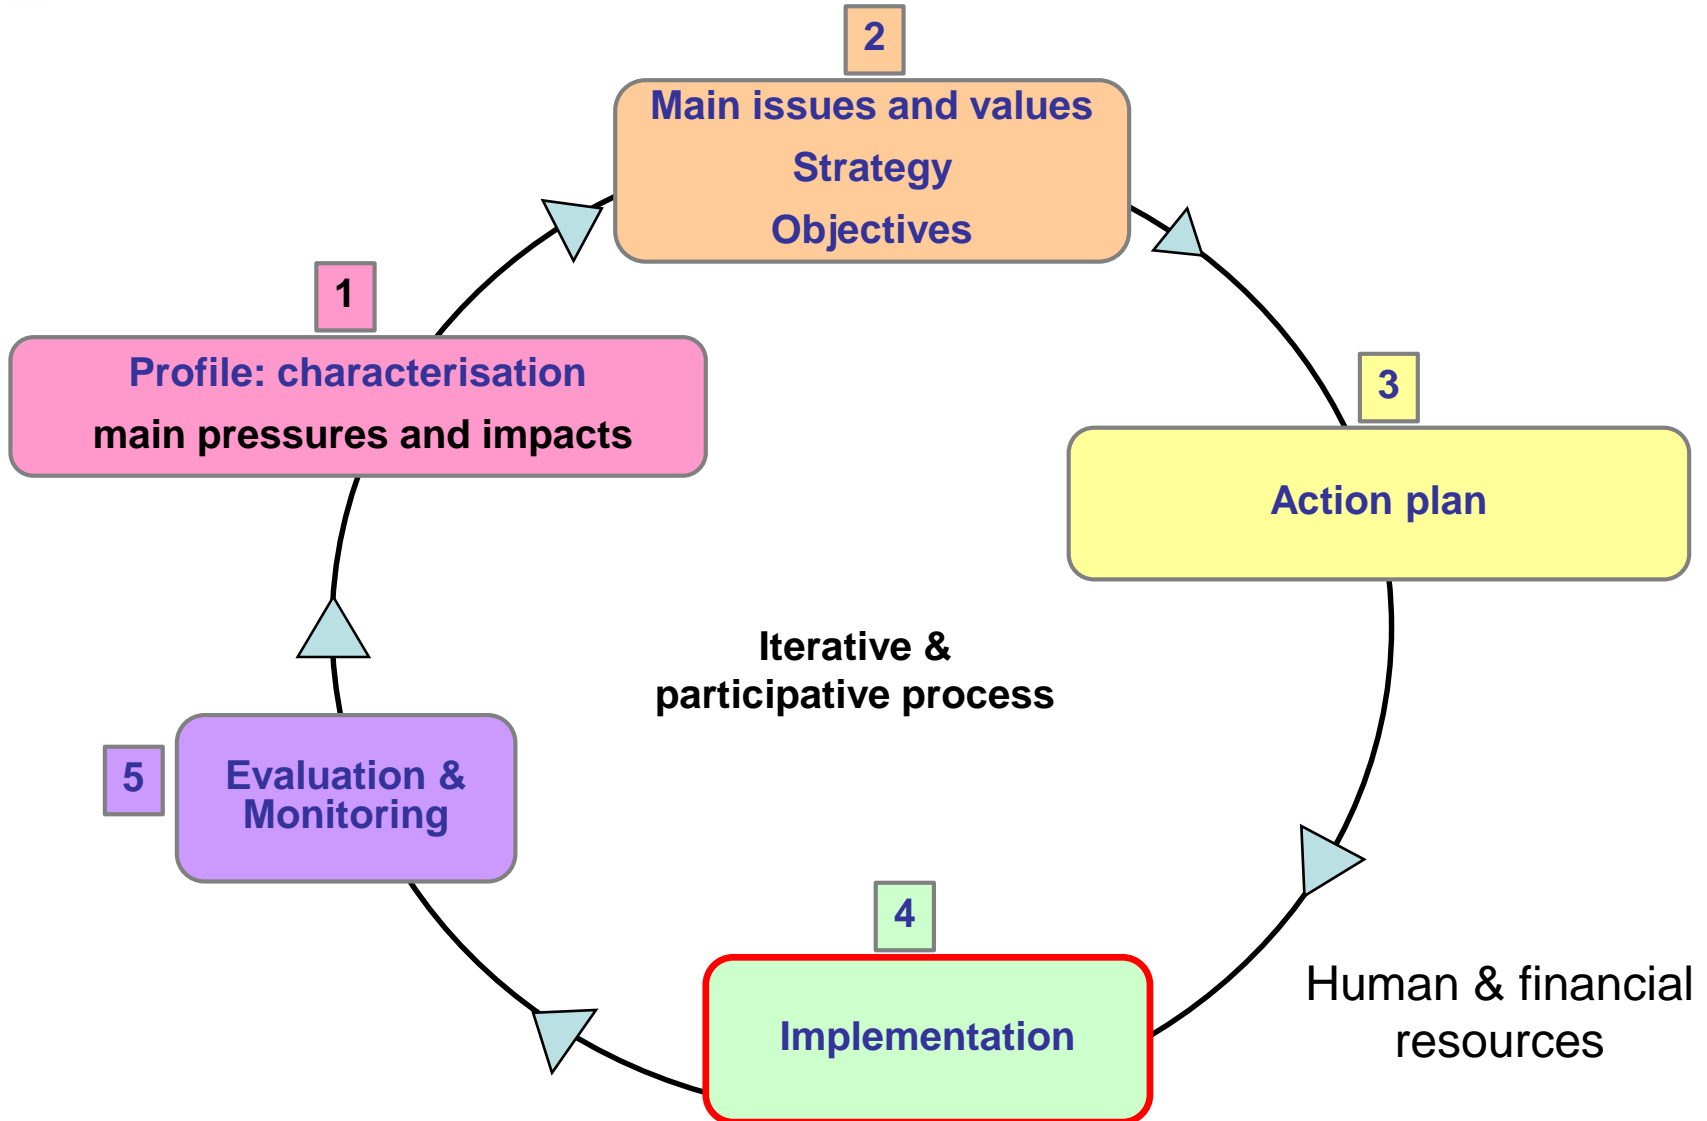 2
Main issues and values
Strategy
Objectives
1
Profile: characterisation
main pressures and impacts
3
Action plan
Iterative &
participative process
5
Evaluation &
Monitoring
4
Implementation
Human & financial
resources